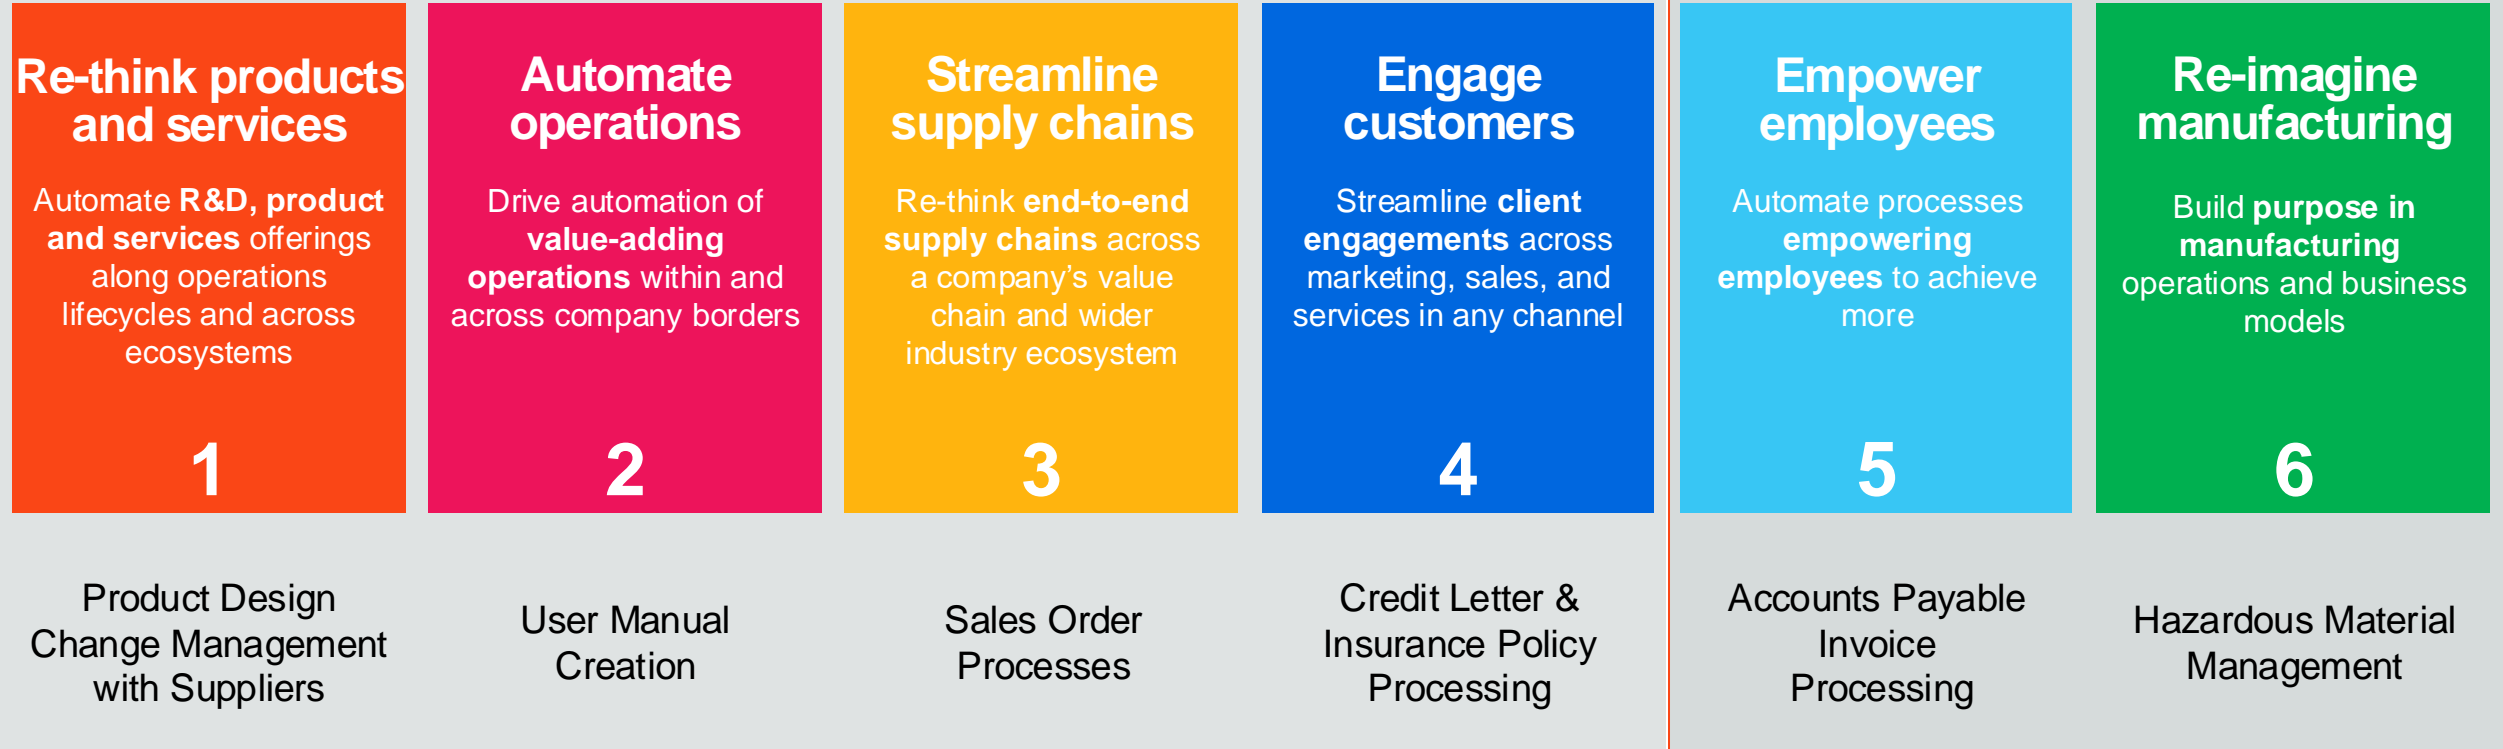 Re-think products
and services
Automate R&D, product
and services offerings
along operations
lifecycles and across
ecosystems
1
Product Design
Change Management
with Suppliers
Automate
operations
Drive automation of
value-adding
operations within and
across company borders
2
User Manual
Creation
Streamline
supply chains
Re-think end-to-end
supply chains across
a company’s value
chain and wider
industry ecosystem
3
Sales Order
Processes
Engage
customers
Streamline client
engagements across
marketing, sales, and
services in any channel
4
Credit Letter &
Insurance Policy
Processing
Empower
employees
Automate processes
empowering
employees to achieve
more
5
Accounts Payable
Invoice
Processing
Re-imagine
manufacturing
Build purpose in
manufacturing
operations and business
models
6
Hazardous Material
Management